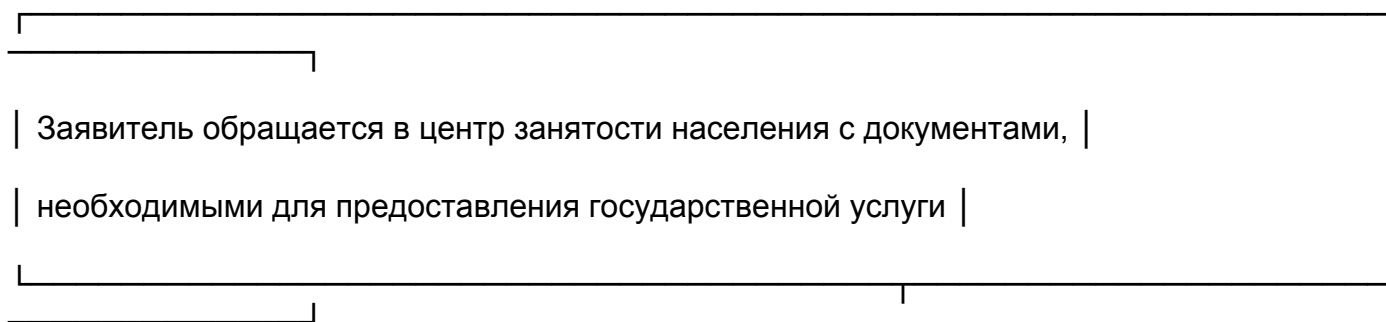 │ Заявитель обращается в центр занятости населения с документами, │
│ необходимыми для предоставления государственной услуги │